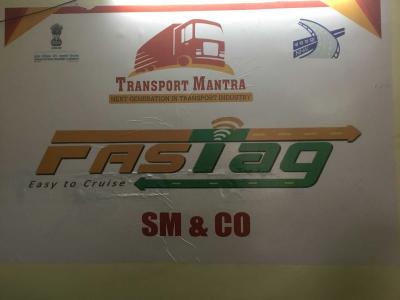 TRANSPORT MANTRA
NEXT GENERATION IN TRANSPORT INDUSTRY
FASTag
Easy to Cruise
SM & CO